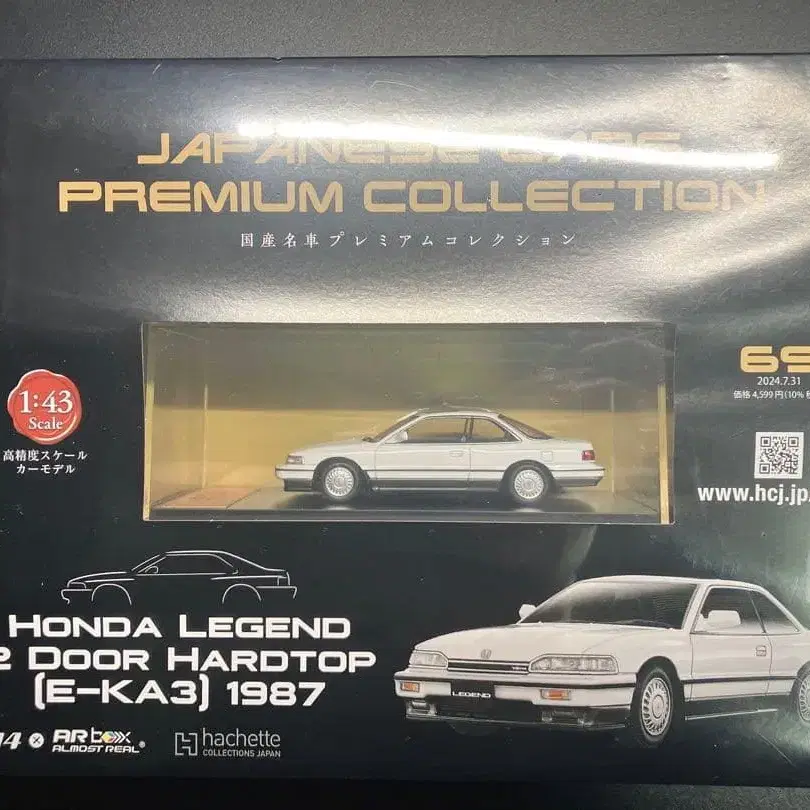 JAPANESE CARS
PREMIUM COLLECTION
国産名車プレミアムコレクション
1:43
Scale
高精度スケール
カーモデル
69
2024.7.31
価格 4,599円(10%
www.hcj.jp
HONDA LEGEND
2 DOOR HARDTOP
(E-KA3) 1987
LEGEND
14 × AR box
ALMOST REAL®
hachette
COLLECTIONS JAPAN